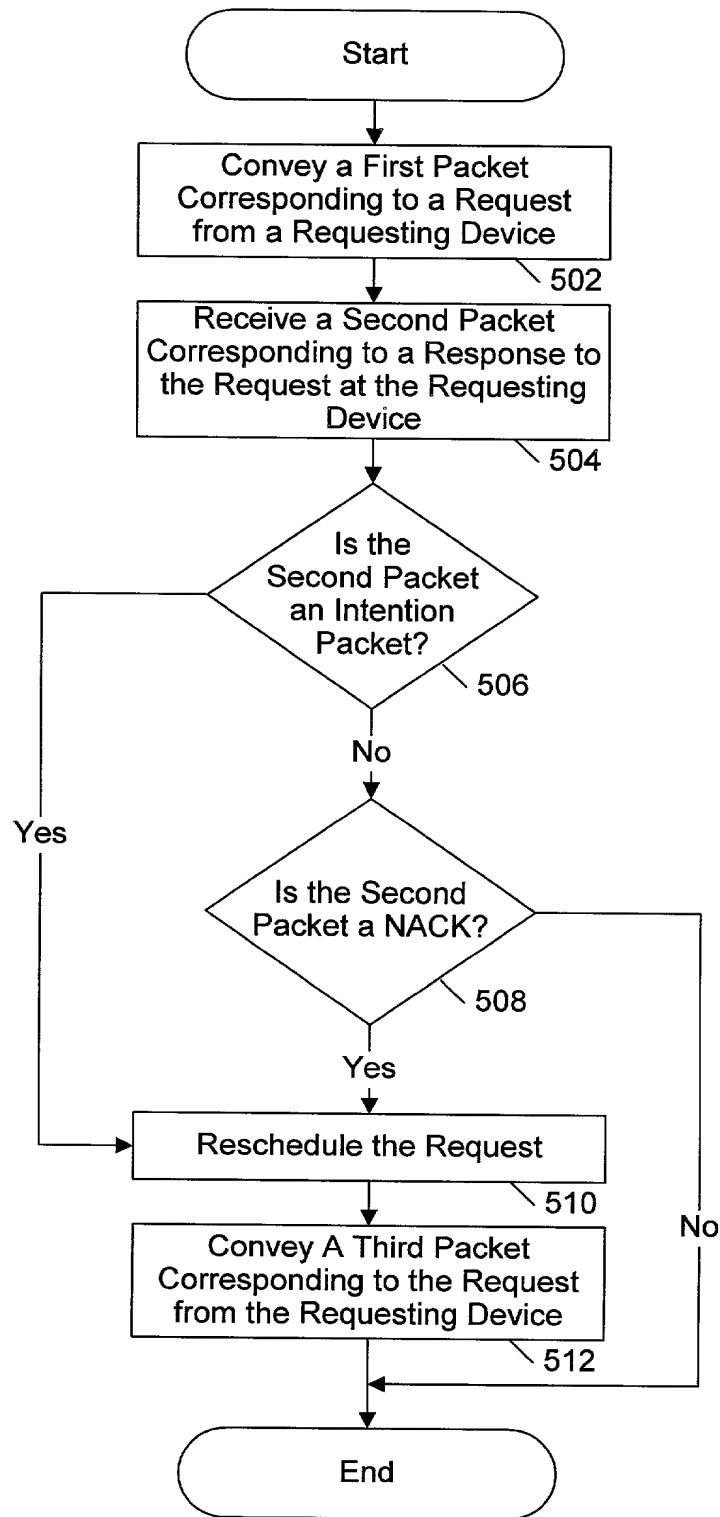 Start
Convey a First Packet
Corresponding to a Request
from a Requesting Device
502
Receive a Second Packet
Corresponding to a Response to
the Request at the Requesting
Device
504
Is the
Second Packet
an Intention
Packet?
506
No
Yes
Is the Second
Packet a NACK?
508
Yes
Reschedule the Request
510
No
Convey A Third Packet
Corresponding to the Request
from the Requesting Device
512
End